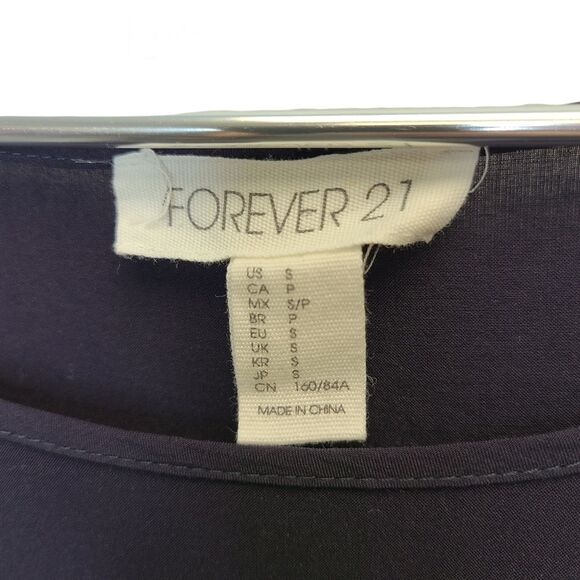 FOREVER 21
US S
CA P
MX S/P
BR P
EU S
UK S
KR S
JP S
CN 160/84A
MADE IN CHINA